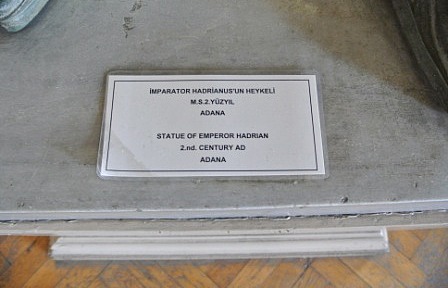 İMPARATOR HADRİANUS'UN HEYKELİ
M.S.2.YÜZYIL
ADANA
STATUE OF EMPEROR HADRIAN
2.nd. CENTURY AD
ADANA